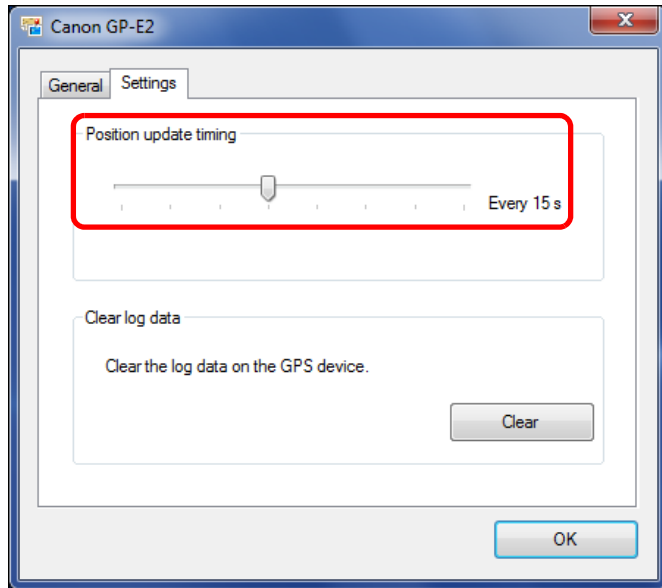 Canon GP-E2
General Settings
Position update timing
Every 15 s
Clear log data
Clear the log data on the GPS device.
Clear
OK